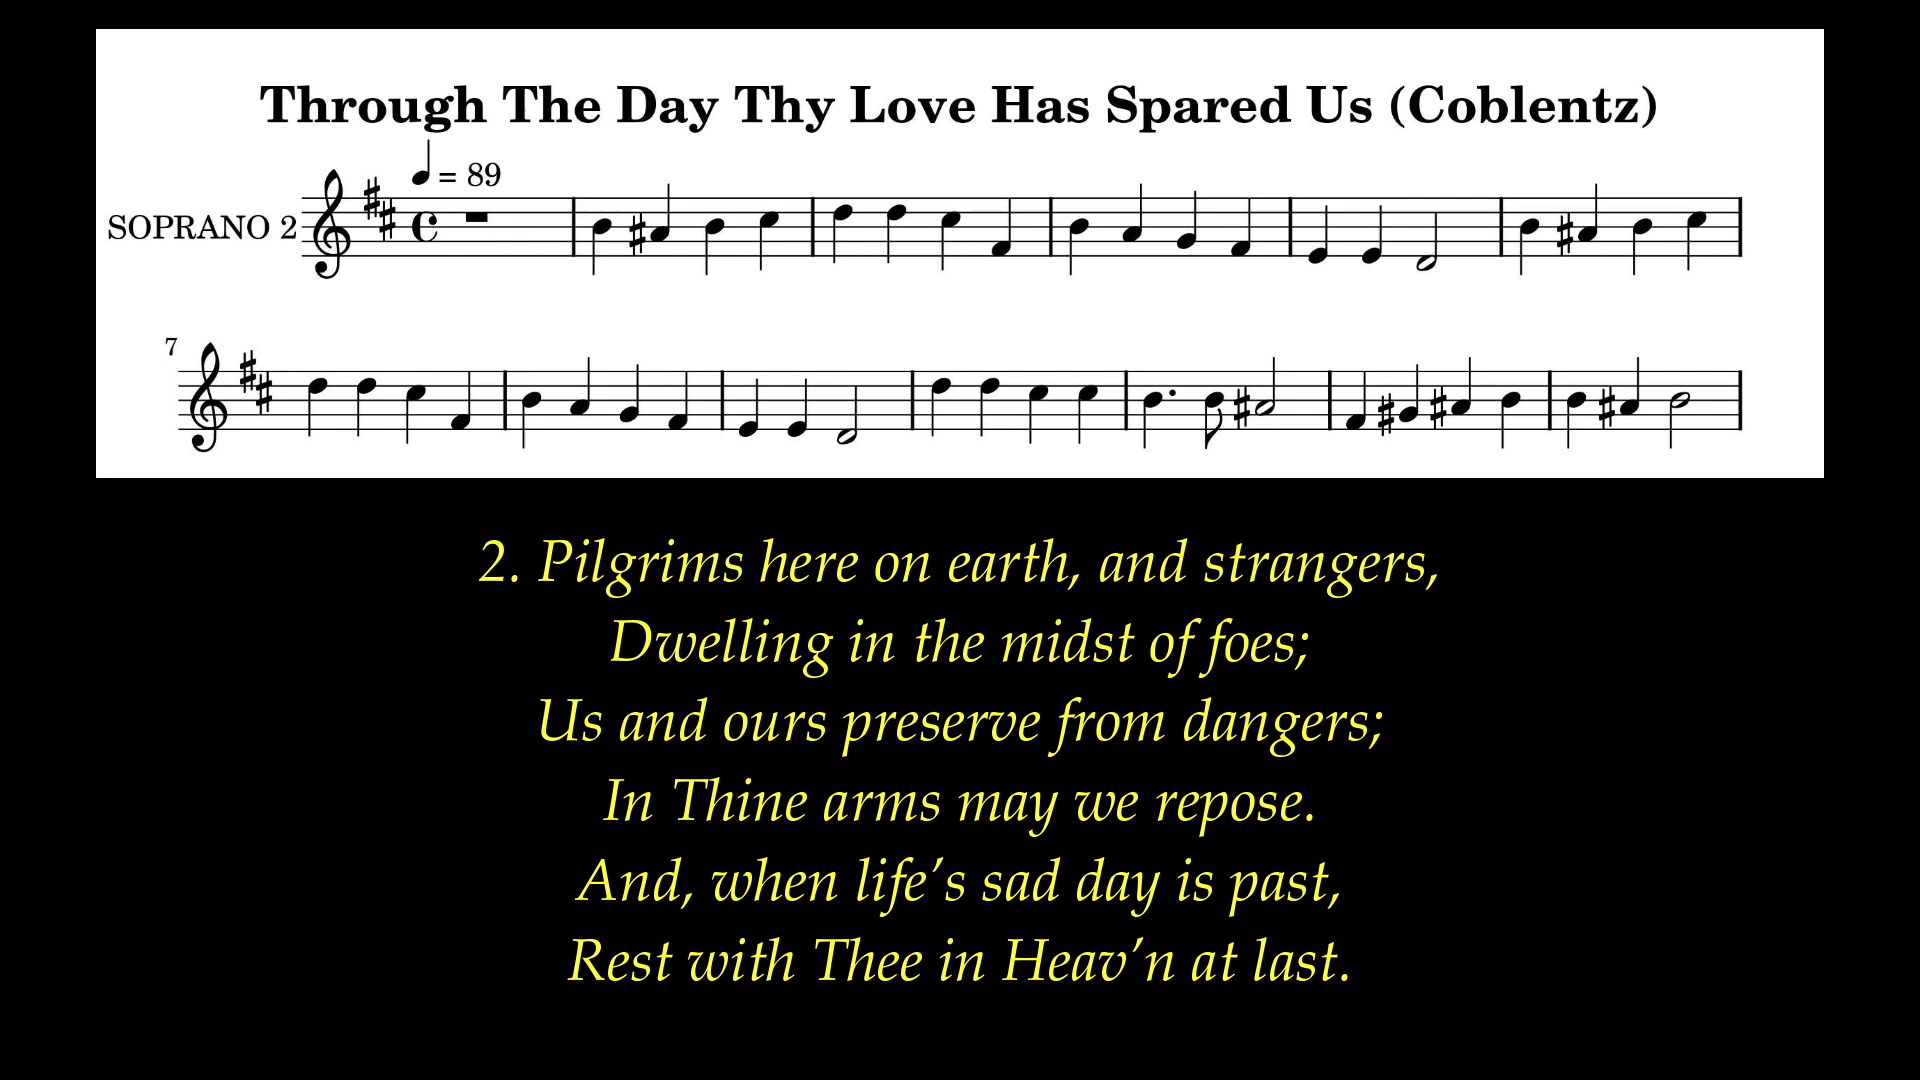 Through The Day Thy Love Has Spared Us (Coblentz)
= 89
SOPRANO 2
7
2. Pilgrims here on earth, and strangers,
Dwelling in the midst of foes;
Us and ours preserve from dangers;
In Thine arms may we repose.
And, when life’s sad day is past,
Rest with Thee in Heav’n at last.